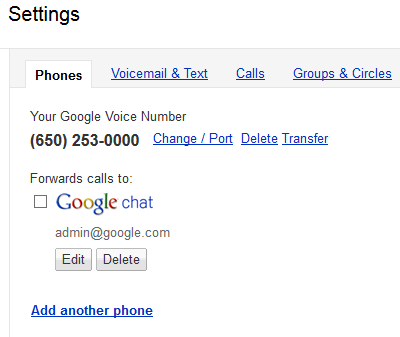 Settings
Phones Voicemail & Text Calls Groups & Circles
Your Google Voice Number
(650) 253-0000 Change / Port Delete Transfer
Forwards calls to:
Google chat
admin@google.com
Edit Delete
Add another phone